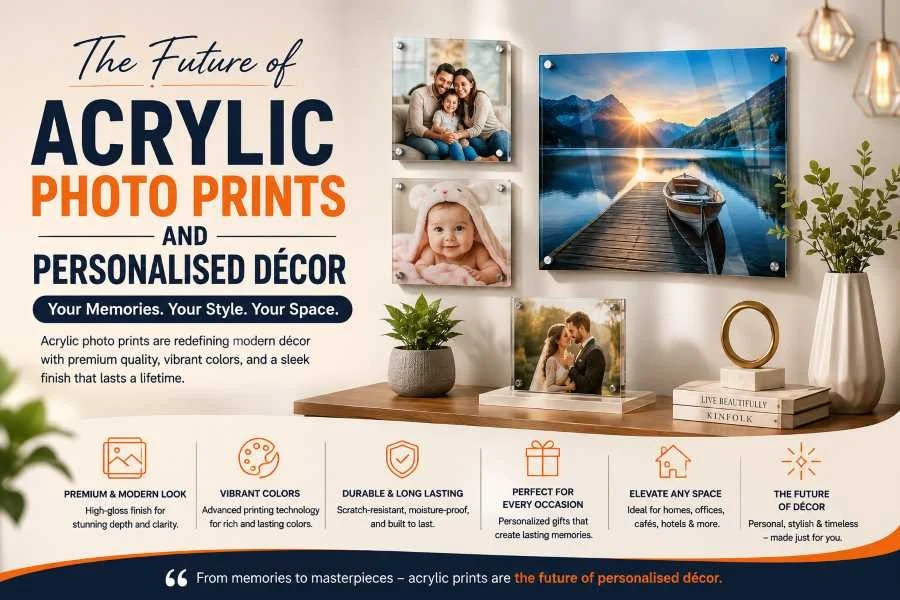 The Future of
ACRYLIC
PHOTO PRINTS
AND
PERSONALISED DÉCOR
Your Memories. Your Style. Your Space.
Acrylic photo prints are redefining modern décor
with premium quality, vibrant colors, and a sleek
finish that lasts a lifetime.
LIVE BEAUTIFULLY
KINFOLK
PREMIUM & MODERN LOOK
High-gloss finish for
stunning depth and clarity.
VIBRANT COLORS
Advanced printing technology
for rich and lasting colors.
DURABLE & LONG LASTING
Scratch-resistant, moisture-proof,
and built to last.
PERFECT FOR
EVERY OCCASION
Personalized gifts that
create lasting memories.
ELEVATE ANY SPACE
Ideal for homes, offices,
cafés, hotels & more.
THE FUTURE
OF DÉCOR
Personal, stylish & timeless
– made just for you.
“ From memories to masterpieces – acrylic prints are the future of personalised décor.